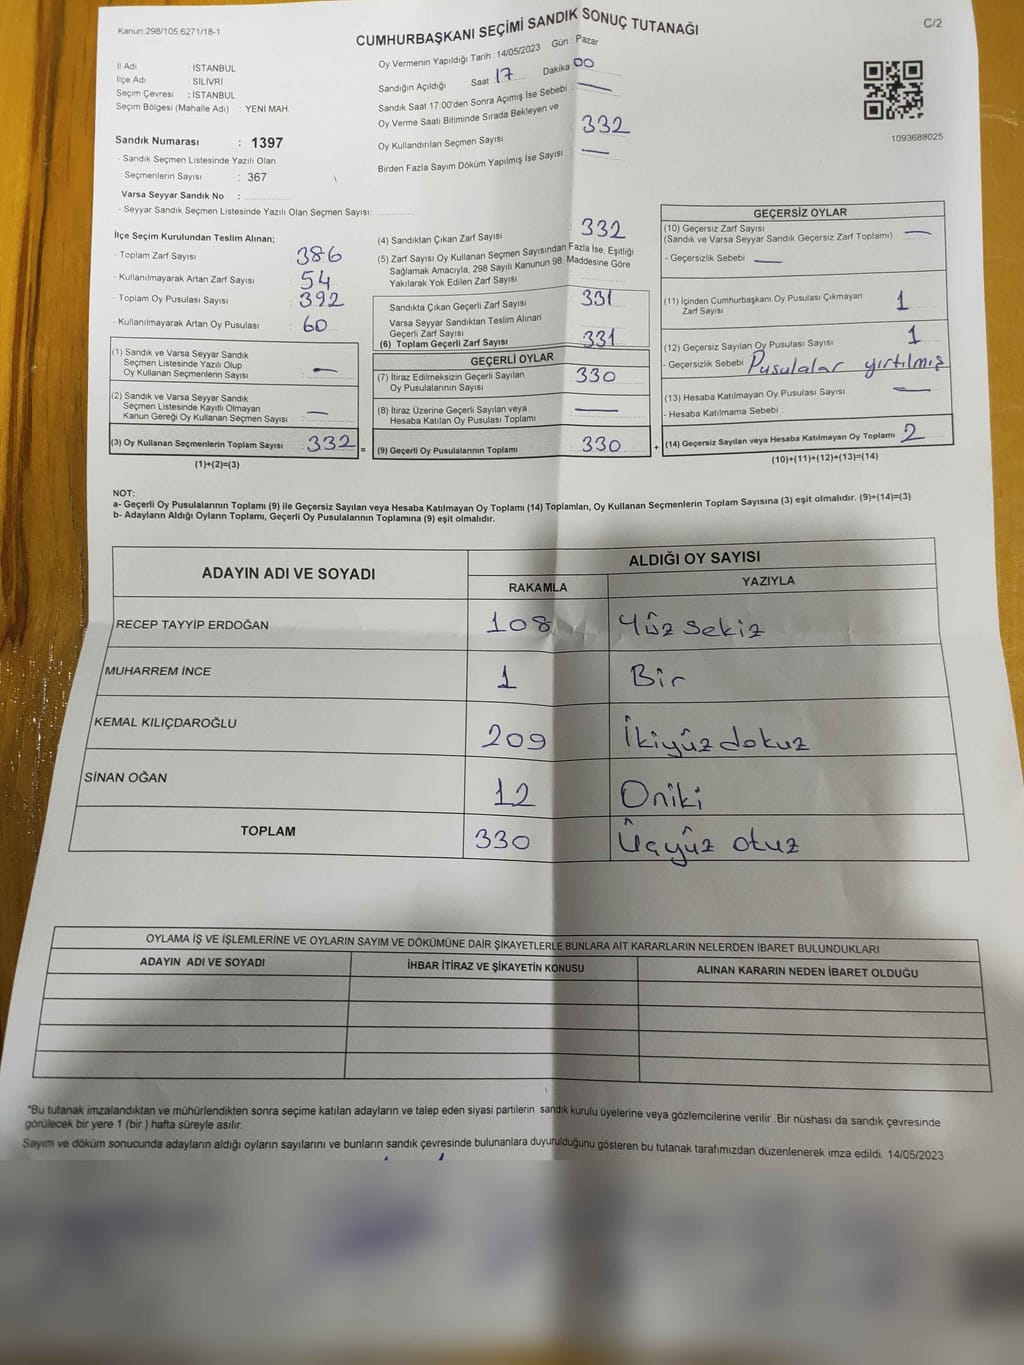 Kanun:298/105,6271/18-1
CUMHURBAŞKANI SEÇİMİ SANDIK SONUÇ TUTANAĞI
C/2
İl Adı : İSTANBUL
İlçe Adı : SİLİVRİ
Seçim Çevresi : İSTANBUL
Seçim Bölgesi (Mahalle Adı) : YENİ MAH.
Sandık Numarası : 1397
- Sandık Seçmen Listesinde Yazılı Olan
Seçmenlerin Sayısı : 367
Varsa Seyyar Sandık No :
- Seyyar Sandık Seçmen Listesinde Yazılı Olan Seçmen Sayısı:
Oy Vermenin Yapıldığı Tarih : 14/05/2023 Gün : Pazar
Sandığın Açıldığı Saat 17 Dakika 00
Sandık Saat 17.00'den Sonra Açımış İse Sebebi —
Oy Verme Saati Bitiminde Sırada Bekleyen ve
Oy Kullandırılan Seçmen Sayısı : 332
Birden Fazla Sayım Döküm Yapılmış İse Sayısı —
1093688025
İlçe Seçim Kurulundan Teslim Alınan;
- Toplam Zarf Sayısı : 386
- Kullanılmayarak Artan Zarf Sayısı : 54
- Toplam Oy Pusulası Sayısı : 392
- Kullanılmayarak Artan Oy Pusulası : 60
(1) Sandık ve Varsa Seyyar Sandık
Seçmen Listesinde Yazılı Olup
Oy Kullanan Seçmenlerin Sayısı : —
(2) Sandık ve Varsa Seyyar Sandık
Seçmen Listesinde Kayıtlı Olmayan
Kanun Gereği Oy Kullanan Seçmen Sayısı : —
(3) Oy Kullanan Seçmenlerin Toplam Sayısı : 332 =
(1)+(2)=(3)
(4) Sandıktan Çıkan Zarf Sayısı : 332
(5) Zarf Sayısı Oy Kullanan Seçmen Sayısından Fazla İse, Eşitliği
Sağlamak Amacıyla; 298 Sayılı Kanunun 98. Maddesine Göre
Yakılarak Yok Edilen Zarf Sayısı
Sandıkta Çıkan Geçerli Zarf Sayısı : 331
Varsa Seyyar Sandıktan Teslim Alınan
Geçerli Zarf Sayısı
(6) Toplam Geçerli Zarf Sayısı : 331
GEÇERLİ OYLAR
(7) İtiraz Edilmeksizin Geçerli Sayılan
Oy Pusulalarının Sayısı : 330
(8) İtiraz Üzerine Geçerli Sayılan veya
Hesaba Katılan Oy Pusulası Toplamı : —
(9) Geçerli Oy Pusulalarının Toplamı : 330 +
GEÇERSİZ OYLAR
(10) Geçersiz Zarf Sayısı
(Sandık ve Varsa Seyyar Sandık Geçersiz Zarf Toplamı) —
- Geçersizlik Sebebi : —
(11) İçinden Cumhurbaşkanı Oy Pusulası Çıkmayan
Zarf Sayısı 1
(12) Geçersiz Sayılan Oy Pusulası Sayısı 1
- Geçersizlik Sebebi : Pusulalar yırtılmış
(13) Hesaba Katılmayan Oy Pusulası Sayısı —
- Hesaba Katılmama Sebebi :
(14) Geçersiz Sayılan veya Hesaba Katılmayan Oy Toplamı 2
(10)+(11)+(12)+(13)=(14)
NOT:
a- Geçerli Oy Pusulalarının Toplamı (9) ile Geçersiz Sayılan veya Hesaba Katılmayan Oy Toplamı (14) Toplamları, Oy Kullanan Seçmenlerin Toplam Sayısına (3) eşit olmalıdır. (9)+(14)=(3)
b- Adayların Aldığı Oyların Toplamı, Geçerli Oy Pusulalarının Toplamına (9) eşit olmalıdır.
ADAYIN ADI VE SOYADI
ALDIĞI OY SAYISI
RAKAMLA YAZIYLA
RECEP TAYYİP ERDOĞAN 108 Yüz sekiz
MUHARREM İNCE 1 Bir
KEMAL KILIÇDAROĞLU 209 İkiyüz dokuz
SİNAN OĞAN 12 Oniki
TOPLAM 330 Üçyüz otuz
OYLAMA İŞ VE İŞLEMLERİNE VE OYLARIN SAYIM VE DÖKÜMÜNE DAİR ŞİKAYETLERLE BUNLARA AİT KARARLARIN NELERDEN İBARET BULUNDUKLARI
ADAYIN ADI VE SOYADI İHBAR İTİRAZ VE ŞİKAYETİN KONUSU ALINAN KARARIN NEDEN İBARET OLDUĞU
*Bu tutanak imzalandıktan ve mühürlendikten sonra seçime katılan adayların ve talep eden siyasi partilerin sandık kurulu üyelerine veya gözlemcilerine verilir. Bir nüshası da sandık çevresinde
görülecek bir yere 1 (bir ) hafta süreyle asılır.
Sayım ve döküm sonucunda adayların aldığı oyların sayılarını ve bunların sandık çevresinde bulunanlara duyurulduğunu gösteren bu tutanak tarafımızdan düzenlenerek imza edildi. 14/05/2023